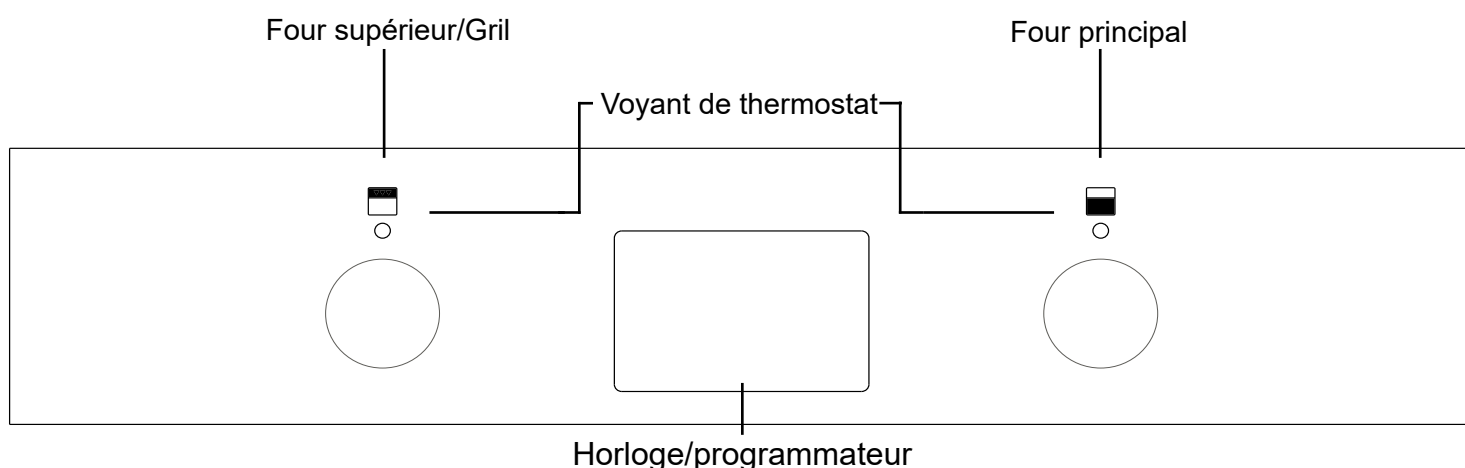 Four supérieur/Gril
Four principal
Voyant de thermostat
Horloge/programmateur